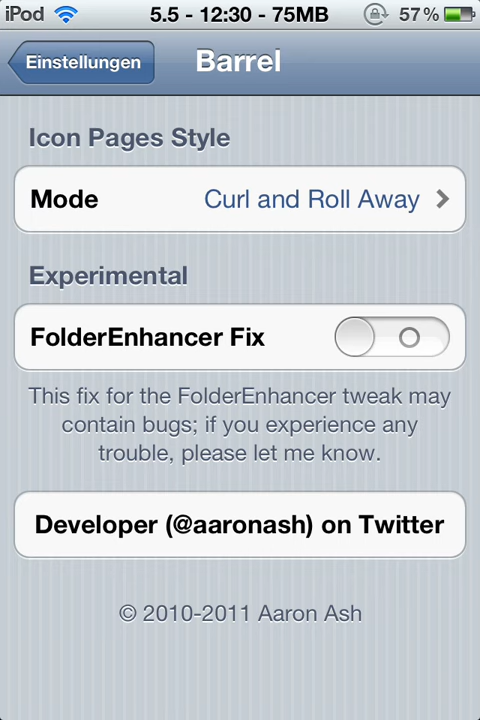 iPod 5.5 - 12:30 - 75MB 57%
Einstellungen Barrel
Icon Pages Style
Mode Curl and Roll Away
Experimental
FolderEnhancer Fix
This fix for the FolderEnhancer tweak may
contain bugs; if you experience any
trouble, please let me know.
Developer (@aaronash) on Twitter
© 2010-2011 Aaron Ash